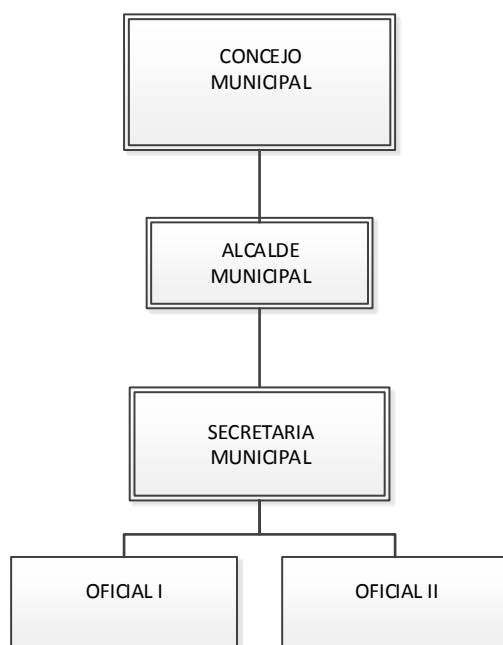 CONCEJO
MUNICIPAL
ALCALDE
MUNICIPAL
SECRETARIA
MUNICIPAL
OFICIAL I
OFICIAL II